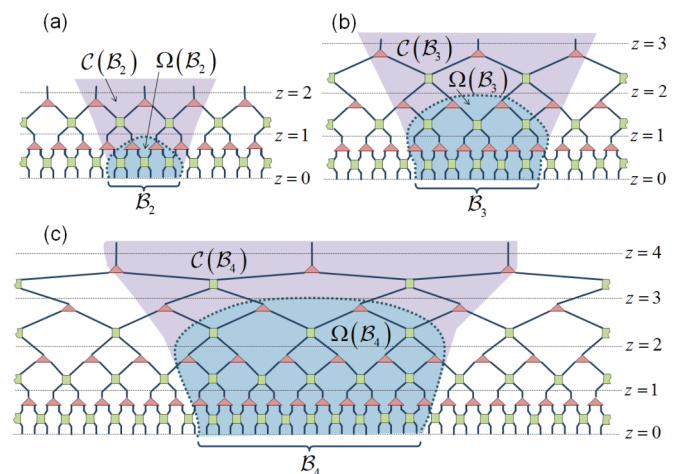 (a)
C(B₂) Ω(B₂)
z = 2
z = 1
z = 0
B₂
(b)
C(B₃)
Ω(B₃)
z = 3
z = 2
z = 1
z = 0
B₃
(c)
C(B₄)
Ω(B₄)
z = 4
z = 3
z = 2
z = 1
z = 0
B₄